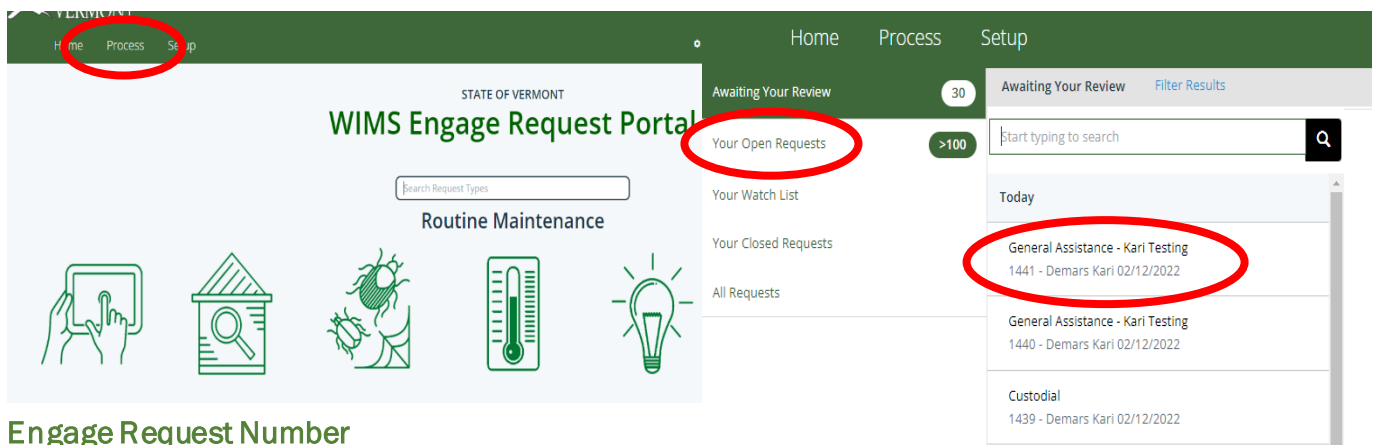 VERMONT
Home Process Setup
STATE OF VERMONT
WIMS Engage Request Portal
Search Request Types
Routine Maintenance
Home Process Setup
Awaiting Your Review 30
Your Open Requests >100
Your Watch List
Your Closed Requests
All Requests
Awaiting Your Review Filter Results
Start typing to search
Today
General Assistance - Kari Testing
1441 - Demars Kari 02/12/2022
General Assistance - Kari Testing
1440 - Demars Kari 02/12/2022
Custodial
1439 - Demars Kari 02/12/2022
Engage Request Number